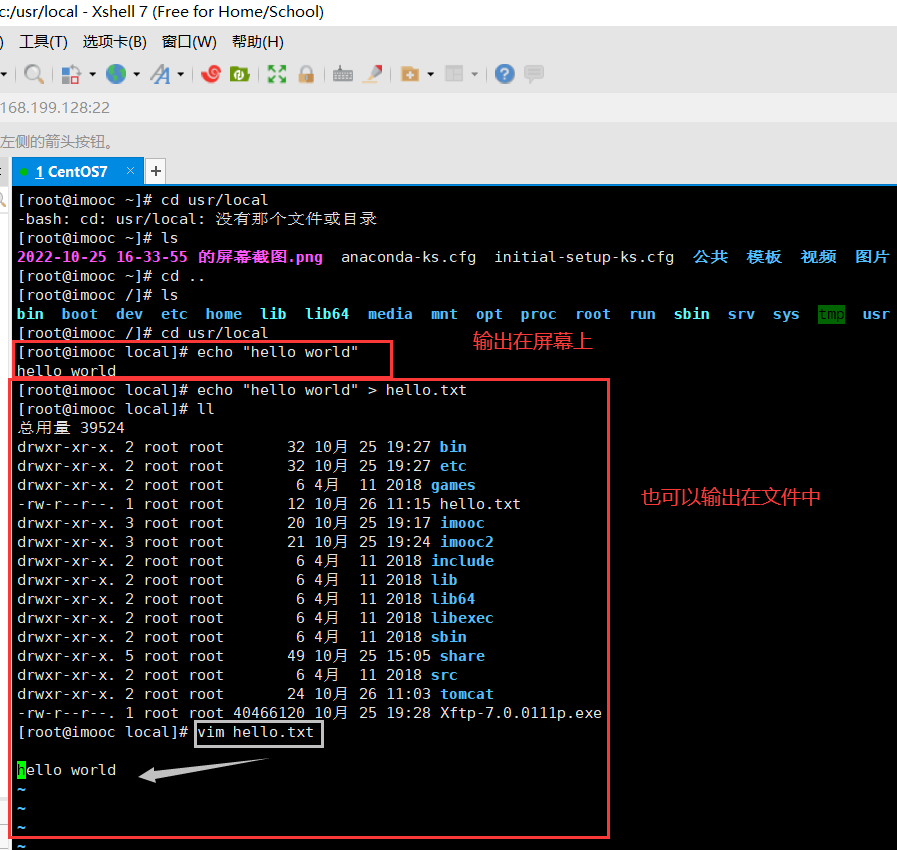 c:/usr/local - Xshell 7 (Free for Home/School)
) 工具(T) 选项卡(B) 窗口(W) 帮助(H)
168.199.128:22
左侧的箭头按钮。
1 CentOS7 × +
[root@imooc ~]# cd usr/local
-bash: cd: usr/local: 没有那个文件或目录
[root@imooc ~]# ls
2022-10-25 16-33-55 的屏幕截图.png anaconda-ks.cfg initial-setup-ks.cfg 公共 模板 视频 图片
[root@imooc ~]# cd ..
[root@imooc /]# ls
bin boot dev etc home lib lib64 media mnt opt proc root run sbin srv sys tmp usr
[root@imooc /]# cd usr/local
输出在屏幕上
[root@imooc local]# echo "hello world"
hello world
[root@imooc local]# echo "hello world" > hello.txt
[root@imooc local]# ll
总用量 39524
drwxr-xr-x. 2 root root 32 10月 25 19:27 bin
drwxr-xr-x. 2 root root 32 10月 25 19:27 etc
drwxr-xr-x. 2 root root 6 4月 11 2018 games
也可以输出在文件中
-rw-r--r--. 1 root root 12 10月 26 11:15 hello.txt
drwxr-xr-x. 3 root root 20 10月 25 19:17 imooc
drwxr-xr-x. 3 root root 21 10月 25 19:24 imooc2
drwxr-xr-x. 2 root root 6 4月 11 2018 include
drwxr-xr-x. 2 root root 6 4月 11 2018 lib
drwxr-xr-x. 2 root root 6 4月 11 2018 lib64
drwxr-xr-x. 2 root root 6 4月 11 2018 libexec
drwxr-xr-x. 2 root root 6 4月 11 2018 sbin
drwxr-xr-x. 5 root root 49 10月 25 15:05 share
drwxr-xr-x. 2 root root 6 4月 11 2018 src
drwxr-xr-x. 2 root root 24 10月 26 11:03 tomcat
-rw-r--r--. 1 root root 40466120 10月 25 19:28 Xftp-7.0.0111p.exe
[root@imooc local]# vim hello.txt
hello world
~
~
~
~